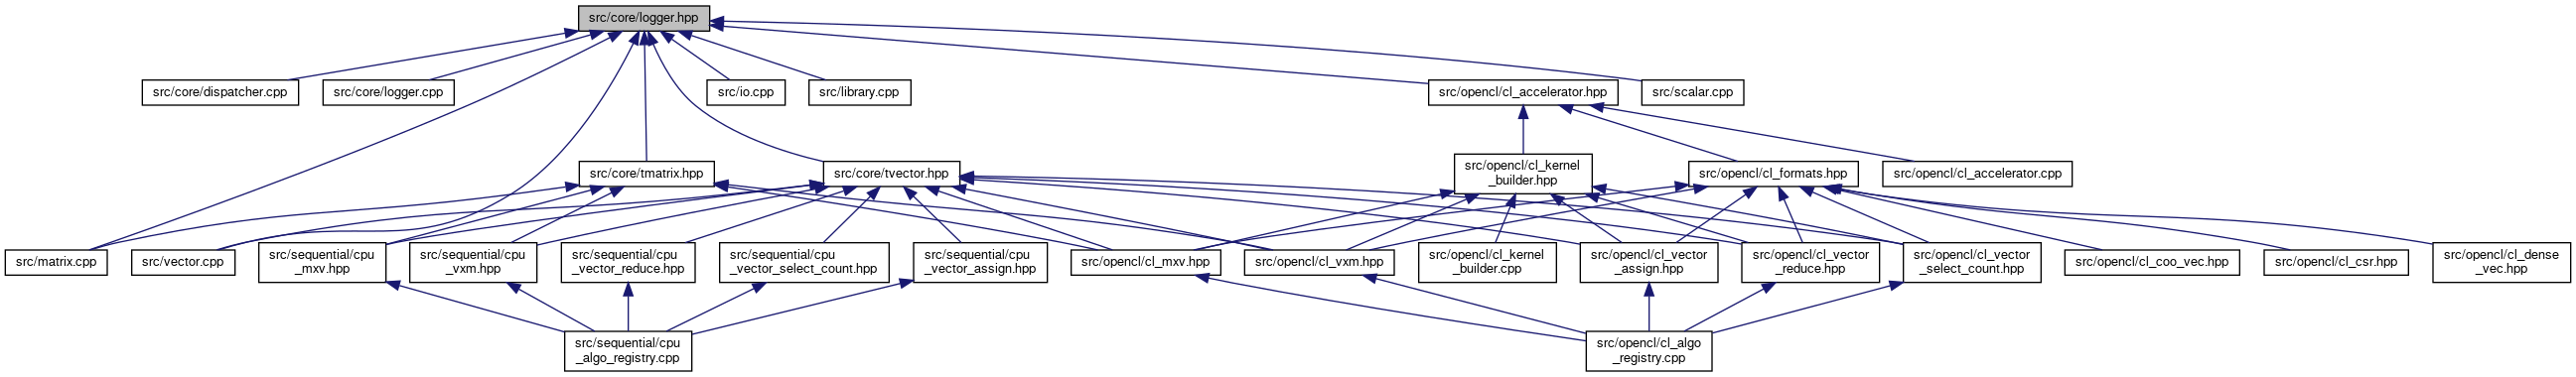 src/core/logger.hpp
src/core/dispatcher.cpp
src/core/logger.cpp
src/io.cpp
src/library.cpp
src/opencl/cl_accelerator.hpp
src/scalar.cpp
src/core/tmatrix.hpp
src/core/tvector.hpp
src/opencl/cl_kernel
_builder.hpp
src/opencl/cl_formats.hpp
src/opencl/cl_accelerator.cpp
src/matrix.cpp
src/vector.cpp
src/sequential/cpu
_mxv.hpp
src/sequential/cpu
_vxm.hpp
src/sequential/cpu
_vector_reduce.hpp
src/sequential/cpu
_vector_select_count.hpp
src/sequential/cpu
_vector_assign.hpp
src/opencl/cl_mxv.hpp
src/opencl/cl_vxm.hpp
src/opencl/cl_kernel
_builder.cpp
src/opencl/cl_vector
_assign.hpp
src/opencl/cl_vector
_reduce.hpp
src/opencl/cl_vector
_select_count.hpp
src/opencl/cl_coo_vec.hpp
src/opencl/cl_csr.hpp
src/opencl/cl_dense
_vec.hpp
src/sequential/cpu
_algo_registry.cpp
src/opencl/cl_algo
_registry.cpp